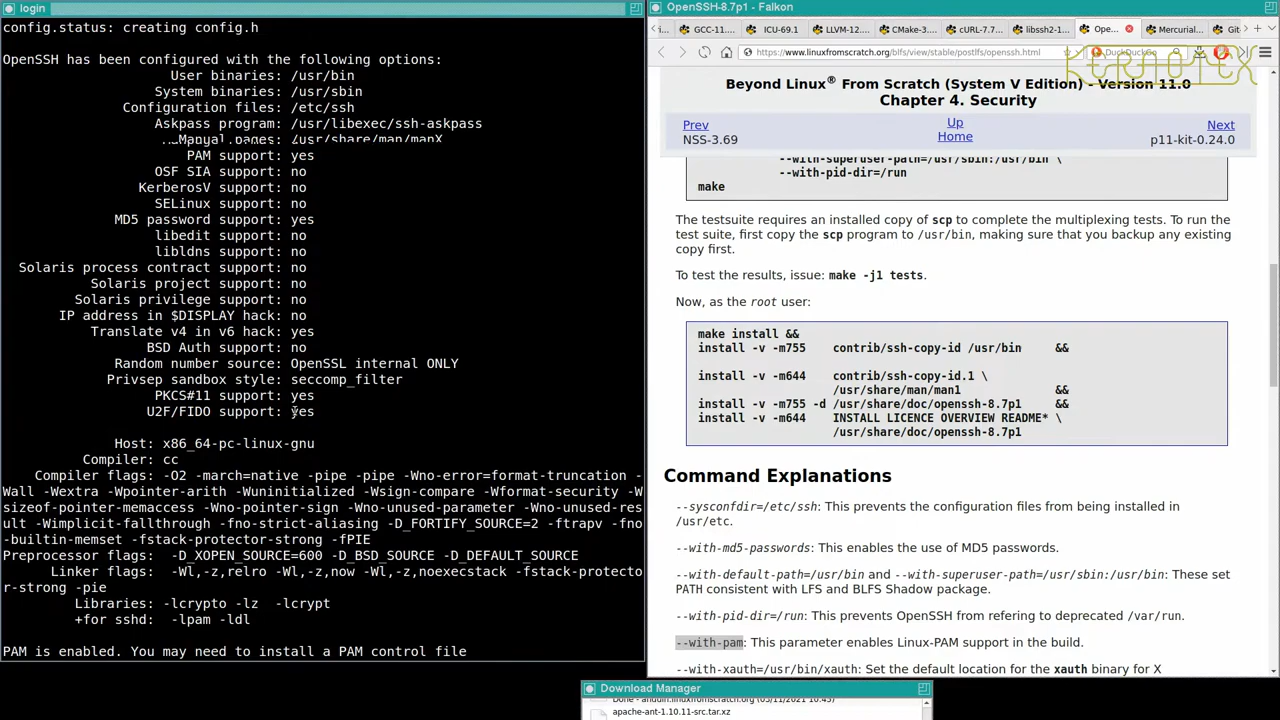 login
config.status: creating config.h
OpenSSH has been configured with the following options:
User binaries: /usr/bin
System binaries: /usr/sbin
Configuration files: /etc/ssh
Askpass program: /usr/libexec/ssh-askpass
Manual pages: /usr/share/man/manX
PAM support: yes
OSF SIA support: no
KerberosV support: no
SELinux support: no
MD5 password support: yes
libedit support: no
libldns support: no
Solaris process contract support: no
Solaris project support: no
Solaris privilege support: no
IP address in $DISPLAY hack: no
Translate v4 in v6 hack: yes
BSD Auth support: no
Random number source: OpenSSL internal ONLY
Privsep sandbox style: seccomp_filter
PKCS#11 support: yes
U2F/FIDO support: yes
Host: x86_64-pc-linux-gnu
Compiler: cc
Compiler flags: -O2 -march=native -pipe -pipe -Wno-error=format-truncation -
Wall -Wextra -Wpointer-arith -Wuninitialized -Wsign-compare -Wformat-security -W
sizeof-pointer-memaccess -Wno-pointer-sign -Wno-unused-parameter -Wno-unused-res
ult -Wimplicit-fallthrough -fno-strict-aliasing -D_FORTIFY_SOURCE=2 -ftrapv -fno
-builtin-memset -fstack-protector-strong -fPIE
Preprocessor flags: -D_XOPEN_SOURCE=600 -D_BSD_SOURCE -D_DEFAULT_SOURCE
Linker flags: -Wl,-z,relro -Wl,-z,now -Wl,-z,noexecstack -fstack-protecto
r-strong -pie
Libraries: -lcrypto -lz -lcrypt
+for sshd: -lpam -ldl
PAM is enabled. You may need to install a PAM control file
OpenSSH-8.7p1 - Falkon
GCC-11.... ICU-69.1 LLVM-12.... CMake-3.... cURL-7.7... libssh2-1... Ope... Mercurial... Git
https://www.linuxfromscratch.org/blfs/view/stable/postlfs/openssh.html DuckDuckGo
KERNOTEX
Beyond Linux® From Scratch (System V Edition) - Version 11.0
Chapter 4. Security
Prev Up Next
NSS-3.69 Home p11-kit-0.24.0
--with-superuser-path=/usr/sbin:/usr/bin \
--with-pid-dir=/run
make
The testsuite requires an installed copy of scp to complete the multiplexing tests. To run the
test suite, first copy the scp program to /usr/bin, making sure that you backup any existing
copy first.
To test the results, issue: make -j1 tests.
Now, as the root user:
make install &&
install -v -m755 contrib/ssh-copy-id /usr/bin &&
install -v -m644 contrib/ssh-copy-id.1 \
/usr/share/man/man1 &&
install -v -m755 -d /usr/share/doc/openssh-8.7p1 &&
install -v -m644 INSTALL LICENCE OVERVIEW README* \
/usr/share/doc/openssh-8.7p1
Command Explanations
--sysconfdir=/etc/ssh: This prevents the configuration files from being installed in
/usr/etc.
--with-md5-passwords: This enables the use of MD5 passwords.
--with-default-path=/usr/bin and --with-superuser-path=/usr/sbin:/usr/bin: These set
PATH consistent with LFS and BLFS Shadow package.
--with-pid-dir=/run: This prevents OpenSSH from refering to deprecated /var/run.
--with-pam: This parameter enables Linux-PAM support in the build.
--with-xauth=/usr/bin/xauth: Set the default location for the xauth binary for X
Download Manager
Done - anduin.linuxfromscratch.org (05/11/2021 10:45)
apache-ant-1.10.11-src.tar.xz